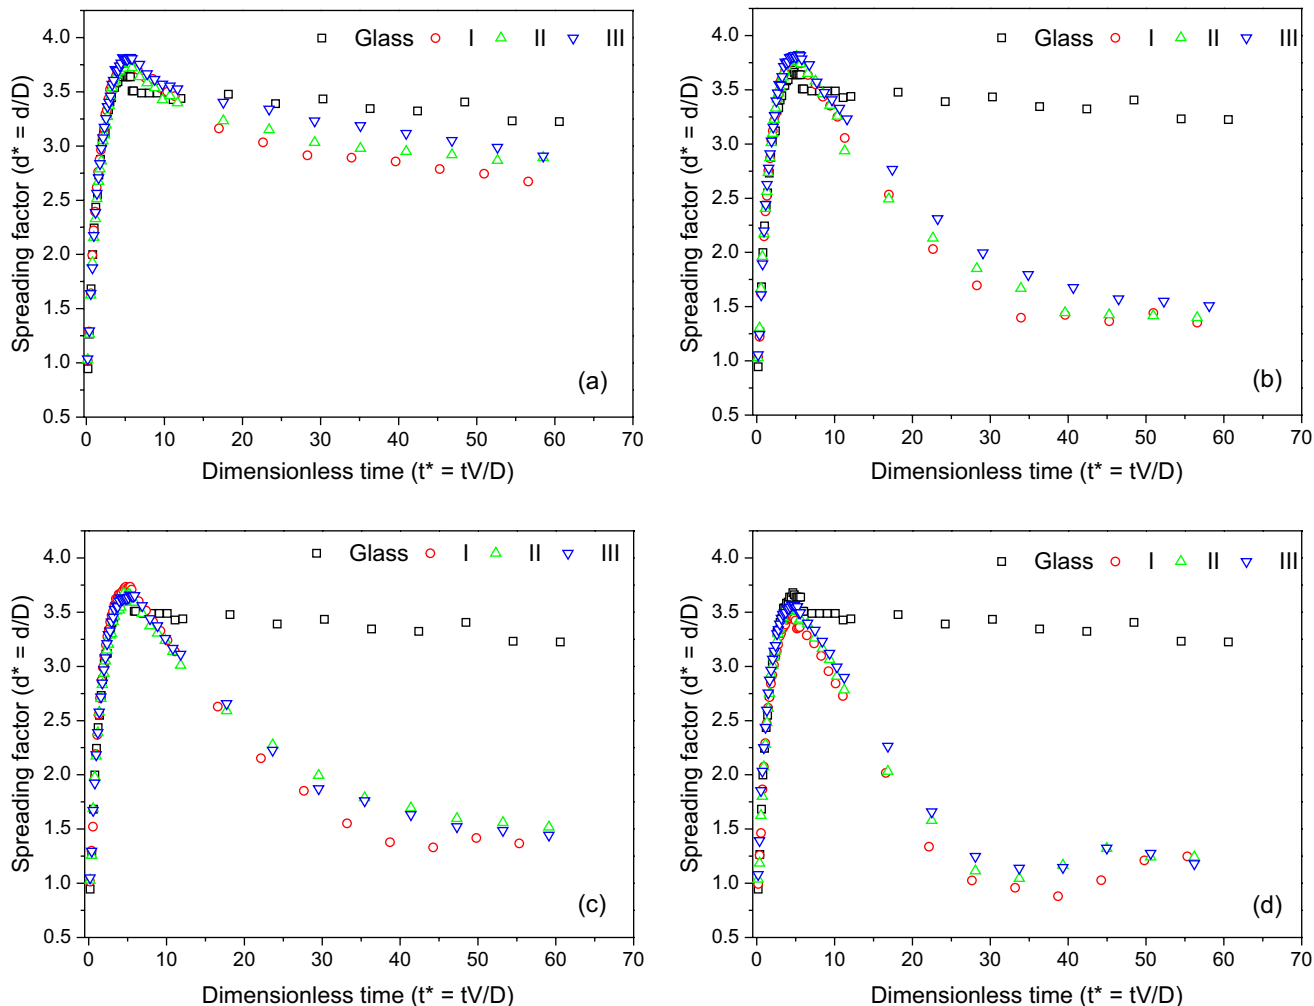 Glass I II III
4.0
3.5
3.0
2.5
2.0
1.5
1.0
0.5
Spreading factor (d* = d/D)
(a)
0 10 20 30 40 50 60 70
Dimensionless time (t* = tV/D)
Glass I II III
4.0
3.5
3.0
2.5
2.0
1.5
1.0
0.5
Spreading factor (d* = d/D)
(b)
0 10 20 30 40 50 60 70
Dimensionless time (t* = tV/D)
Glass I II III
4.0
3.5
3.0
2.5
2.0
1.5
1.0
0.5
Spreading factor (d* = d/D)
(c)
0 10 20 30 40 50 60 70
Dimensionless time (t* = tV/D)
Glass I II III
4.0
3.5
3.0
2.5
2.0
1.5
1.0
0.5
Spreading factor (d* = d/D)
(d)
0 10 20 30 40 50 60 70
Dimensionless time (t* = tV/D)